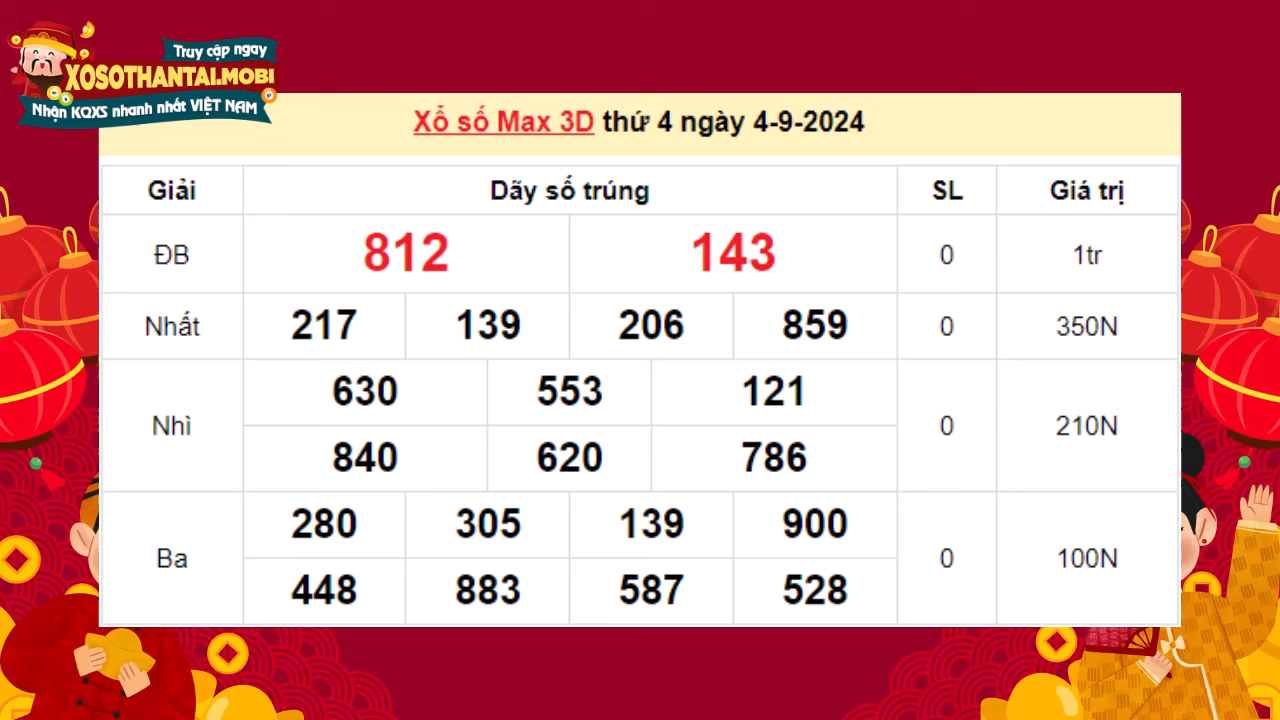 Truy cập ngay
XOSOTHANTAI.MOBI
Nhận KQXS nhanh nhất VIỆT NAM
Xổ số Max 3D thứ 4 ngày 4-9-2024
Giải Dãy số trúng SL Giá trị
ĐB 812 143 0 1tr
Nhất 217 139 206 859 0 350N
630 553 121
Nhì 0 210N
840 620 786
280 305 139 900
Ba 0 100N
448 883 587 528